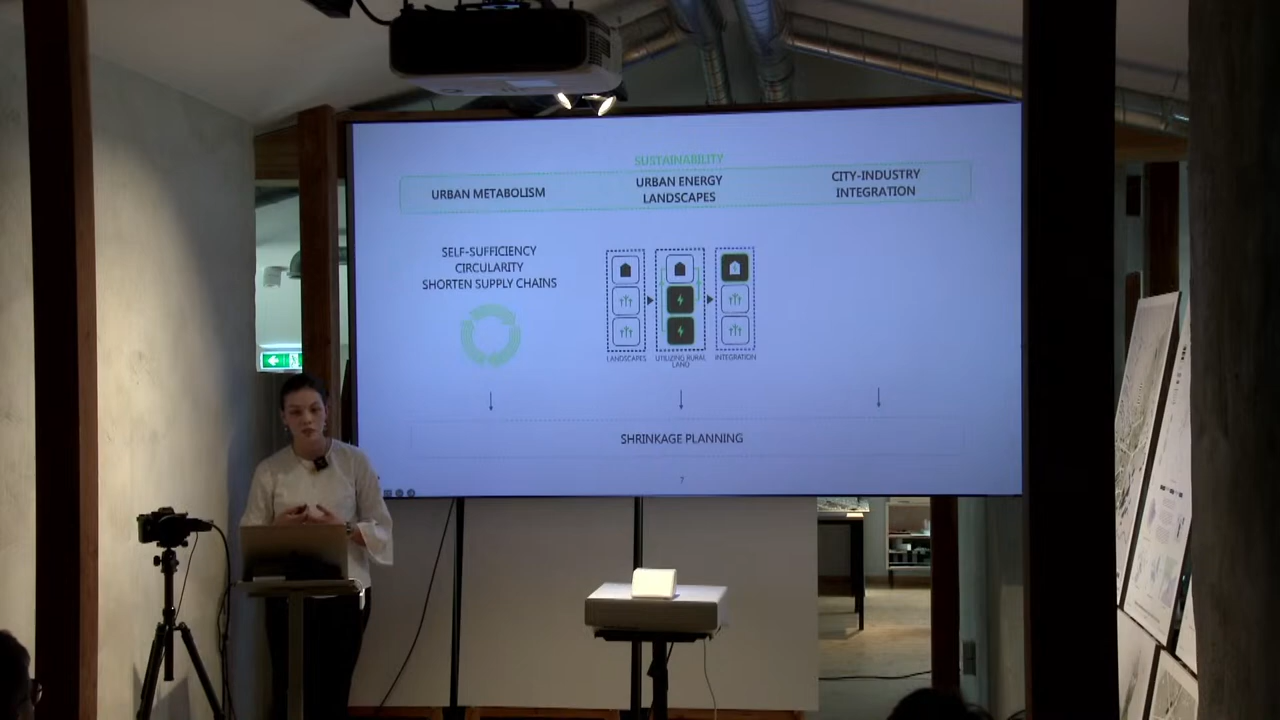 SUSTAINABILITY
URBAN METABOLISM
URBAN ENERGY
LANDSCAPES
CITY-INDUSTRY
INTEGRATION
SELF-SUFFICIENCY
CIRCULARITY
SHORTEN SUPPLY CHAINS
LANDSCAPES
UTILIZING RURAL
LAND
INTEGRATION
SHRINKAGE PLANNING
7